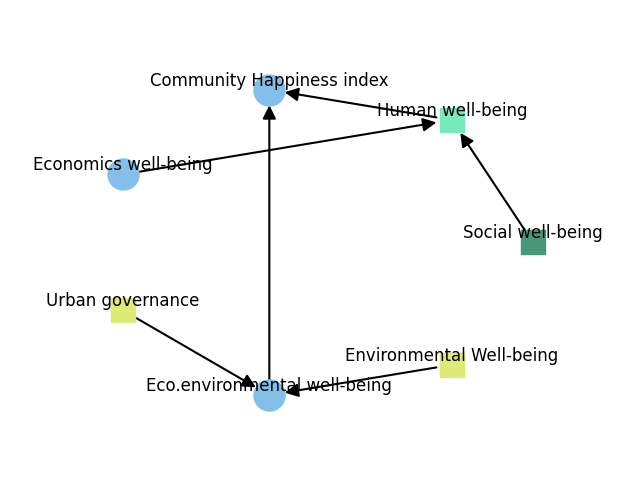 Community Happiness index
Human well-being
Economics well-being
Social well-being
Urban governance
Environmental Well-being
Eco.environmental well-being